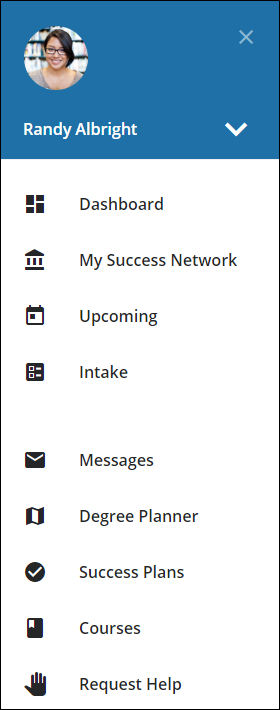 Randy Albright
Dashboard
My Success Network
Upcoming
Intake
Messages
Degree Planner
Success Plans
Courses
Request Help